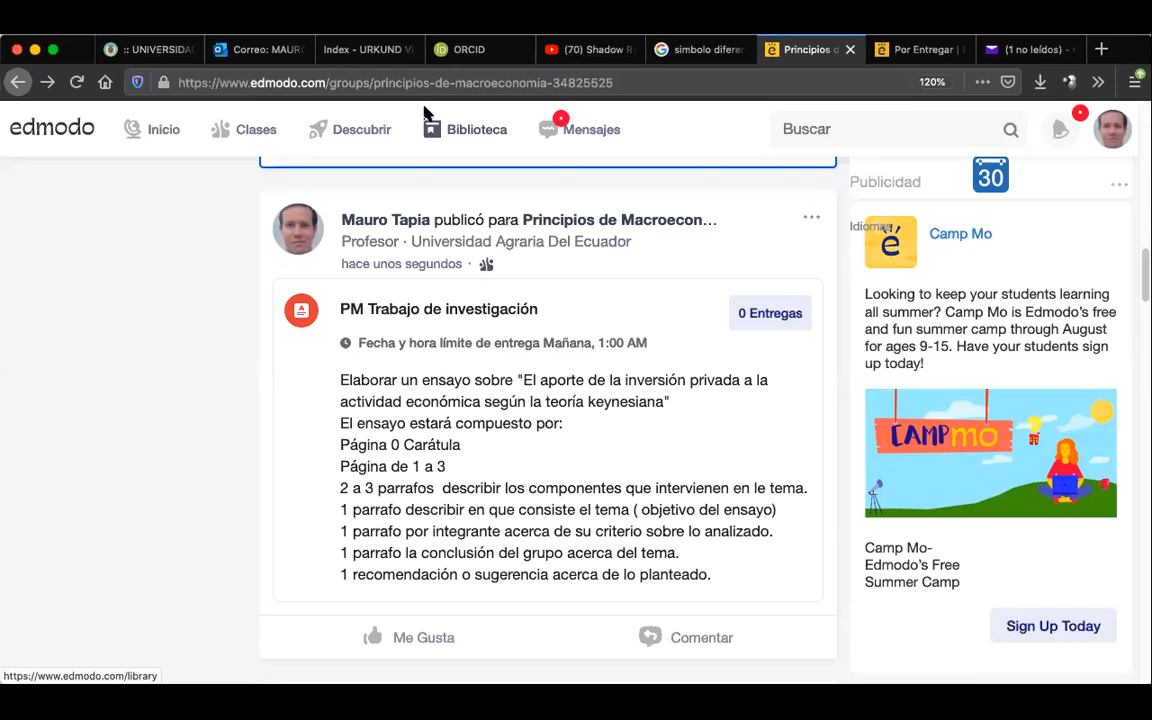 :: UNIVERSIDA
Correo: MAUR
Index - URKUND Vi
ORCID
(70) Shadow R
simbolo diferen
Principios d
Por Entregar | E
(1 no leídos) -
https://www.edmodo.com/groups/principios-de-macroeconomia-34825525
120%
edmodo
Inicio
Clases
Descubrir
Biblioteca
Mensajes
Buscar
Publicidad
30
Idiomas
Camp Mo
Mauro Tapia publicó para Principios de Macroecon...
Profesor · Universidad Agraria Del Ecuador
hace unos segundos ·
PM Trabajo de investigación
0 Entregas
Fecha y hora límite de entrega Mañana, 1:00 AM
Elaborar un ensayo sobre "El aporte de la inversión privada a la
actividad económica según la teoría keynesiana"
El ensayo estará compuesto por:
Página 0 Carátula
Página de 1 a 3
2 a 3 parrafos describir los componentes que intervienen en le tema.
1 parrafo describir en que consiste el tema ( objetivo del ensayo)
1 parrafo por integrante acerca de su criterio sobre lo analizado.
1 parrafo la conclusión del grupo acerca del tema.
1 recomendación o sugerencia acerca de lo planteado.
Me Gusta
Comentar
Looking to keep your students learning
all summer? Camp Mo is Edmodo's free
and fun summer camp through August
for ages 9-15. Have your students sign
up today!
CAMPmo
Camp Mo-
Edmodo's Free
Summer Camp
Sign Up Today
https://www.edmodo.com/library